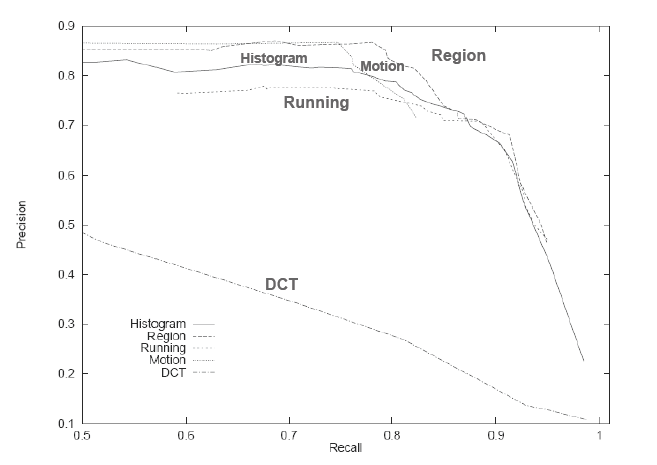 0.9
0.8
0.7
0.6
0.5
0.4
0.3
0.2
0.1
Precision
Histogram
Motion
Region
Running
DCT
Histogram
Region
Running
Motion
DCT
0.5 0.6 0.7 0.8 0.9 1
Recall